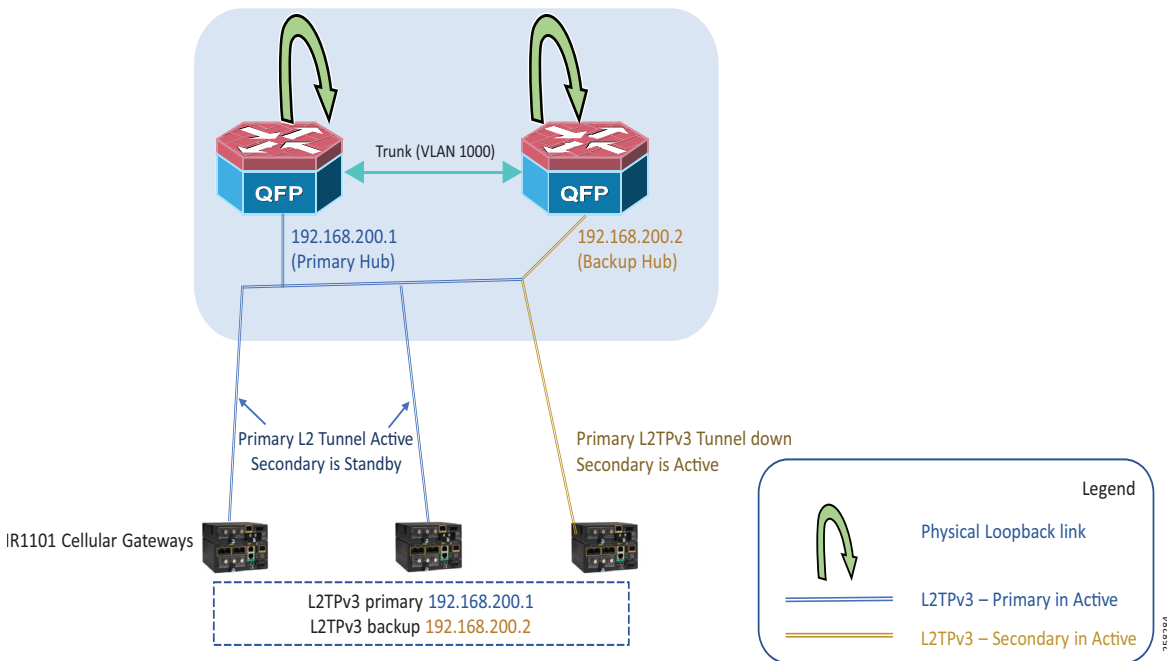 Trunk (VLAN 1000)
QFP
QFP
192.168.200.1
(Primary Hub)
192.168.200.2
(Backup Hub)
Primary L2 Tunnel Active
Secondary is Standby
Primary L2TPv3 Tunnel down
Secondary is Active
IR1101 Cellular Gateways
L2TPv3 primary 192.168.200.1
L2TPv3 backup 192.168.200.2
Legend
Physical Loopback link
L2TPv3 – Primary in Active
L2TPv3 – Secondary in Active
258284